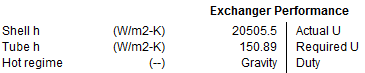 Exchanger Performance
Shell h (W/m2-K) 20505.5 Actual U
Tube h (W/m2-K) 150.89 Required U
Hot regime (--) Gravity Duty